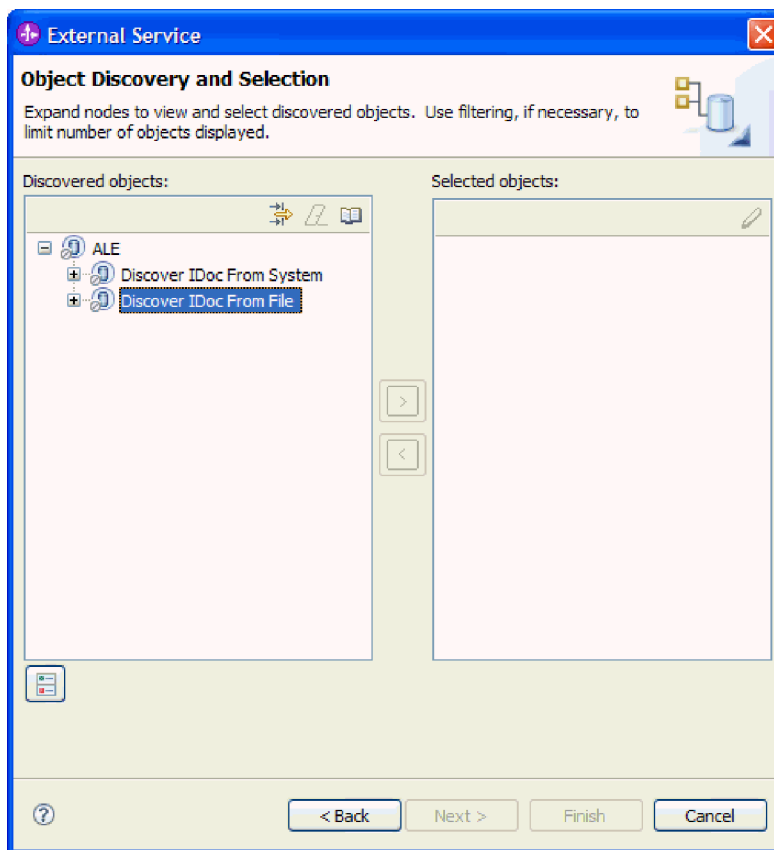 External Service
Object Discovery and Selection
Expand nodes to view and select discovered objects.  Use filtering, if necessary, to
limit number of objects displayed.
Discovered objects:
Selected objects:
ALE
Discover IDoc From System
Discover IDoc From File
>
<
?
< Back
Next >
Finish
Cancel